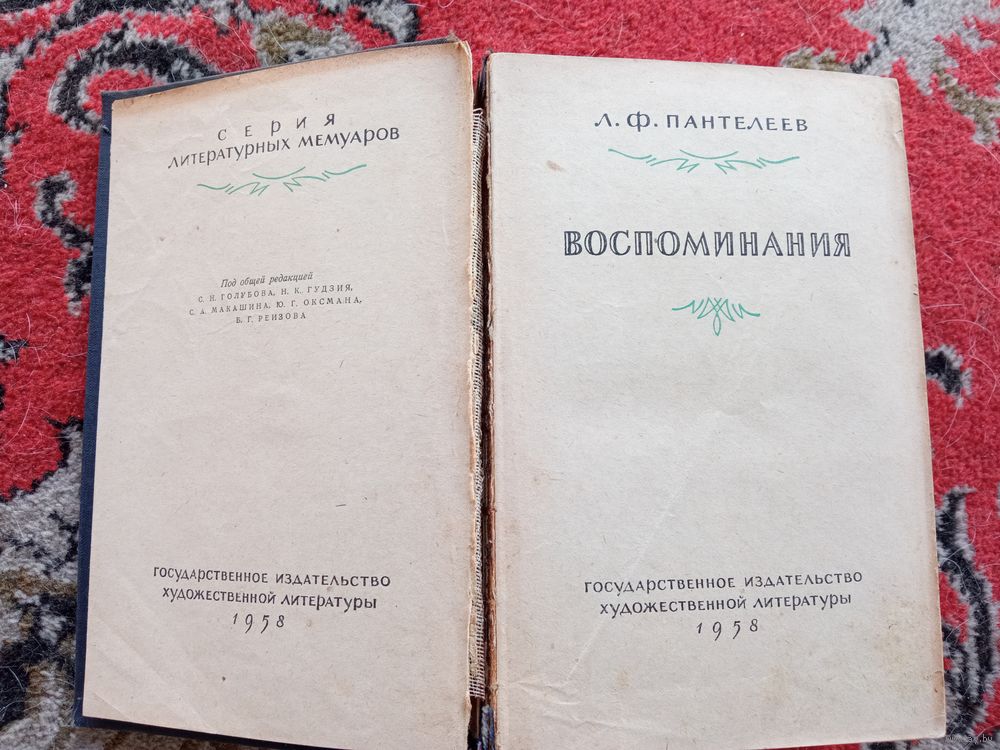 СЕРИЯ
ЛИТЕРАТУРНЫХ МЕМУАРОВ
Под общей редакцией
С. Н. ГОЛУБОВА, Н. К. ГУДЗИЯ,
С. А. МАКАШИНА, Ю. Г. ОКСМАНА,
Б. Г. РЕИЗОВА
ГОСУДАРСТВЕННОЕ ИЗДАТЕЛЬСТВО
ХУДОЖЕСТВЕННОЙ ЛИТЕРАТУРЫ
1958
Л. Ф. ПАНТЕЛЕЕВ
ВОСПОМИНАНИЯ
ГОСУДАРСТВЕННОЕ ИЗДАТЕЛЬСТВО
ХУДОЖЕСТВЕННОЙ ЛИТЕРАТУРЫ
1958